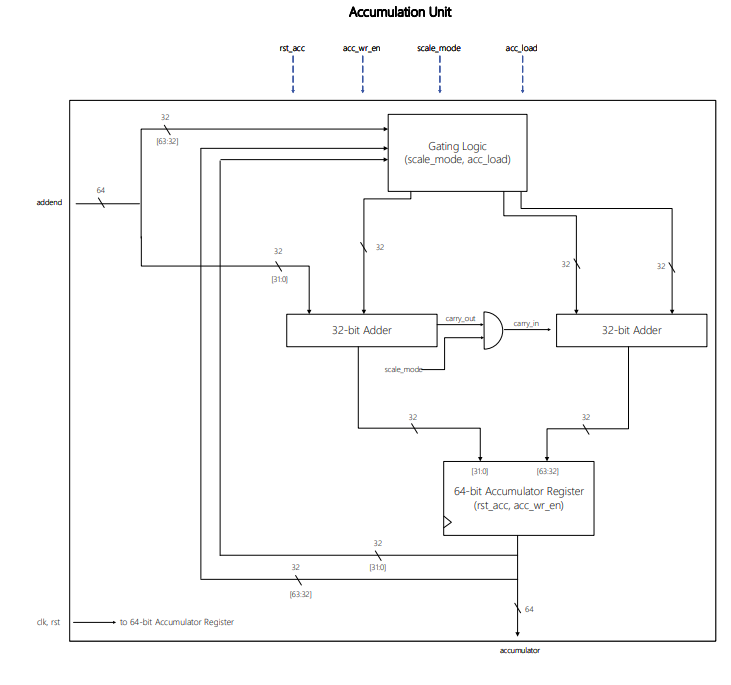 Accumulation Unit
rst_acc
acc_wr_en
scale_mode
acc_load
32
[63:32]
Gating Logic
(scale_mode, acc_load)
64
addend
32
[31:0]
32
32
32
32-bit Adder
carry_out
carry_in
32-bit Adder
scale_mode
32
32
[31:0]
[63:32]
64-bit Accumulator Register
(rst_acc, acc_wr_en)
32
[31:0]
32
[63:32]
64
clk, rst
to 64-bit Accumulator Register
accumulator